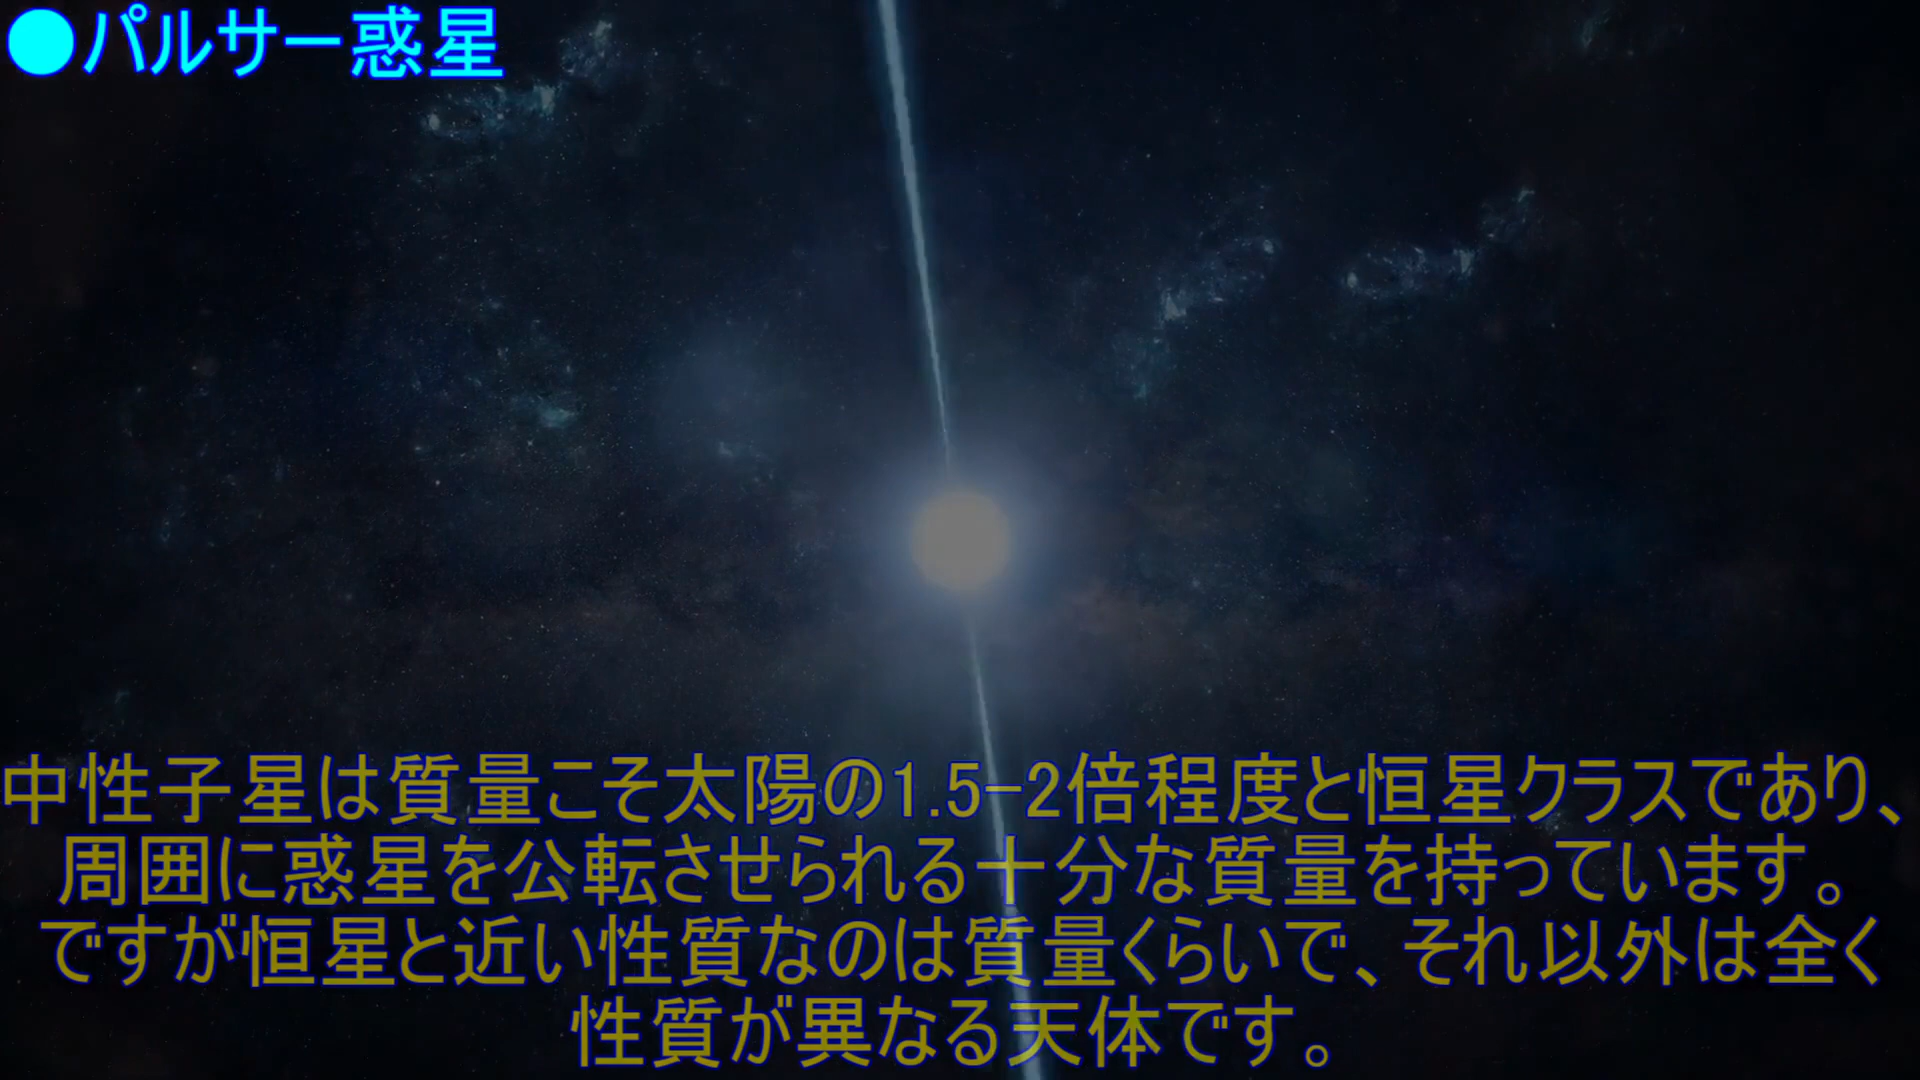 ●パルサー惑星
中性子星は質量こそ太陽の1.5-2倍程度と恒星クラスであり、
周囲に惑星を公転させられる十分な質量を持っています。
ですが恒星と近い性質なのは質量くらいで、それ以外は全く
性質が異なる天体です。